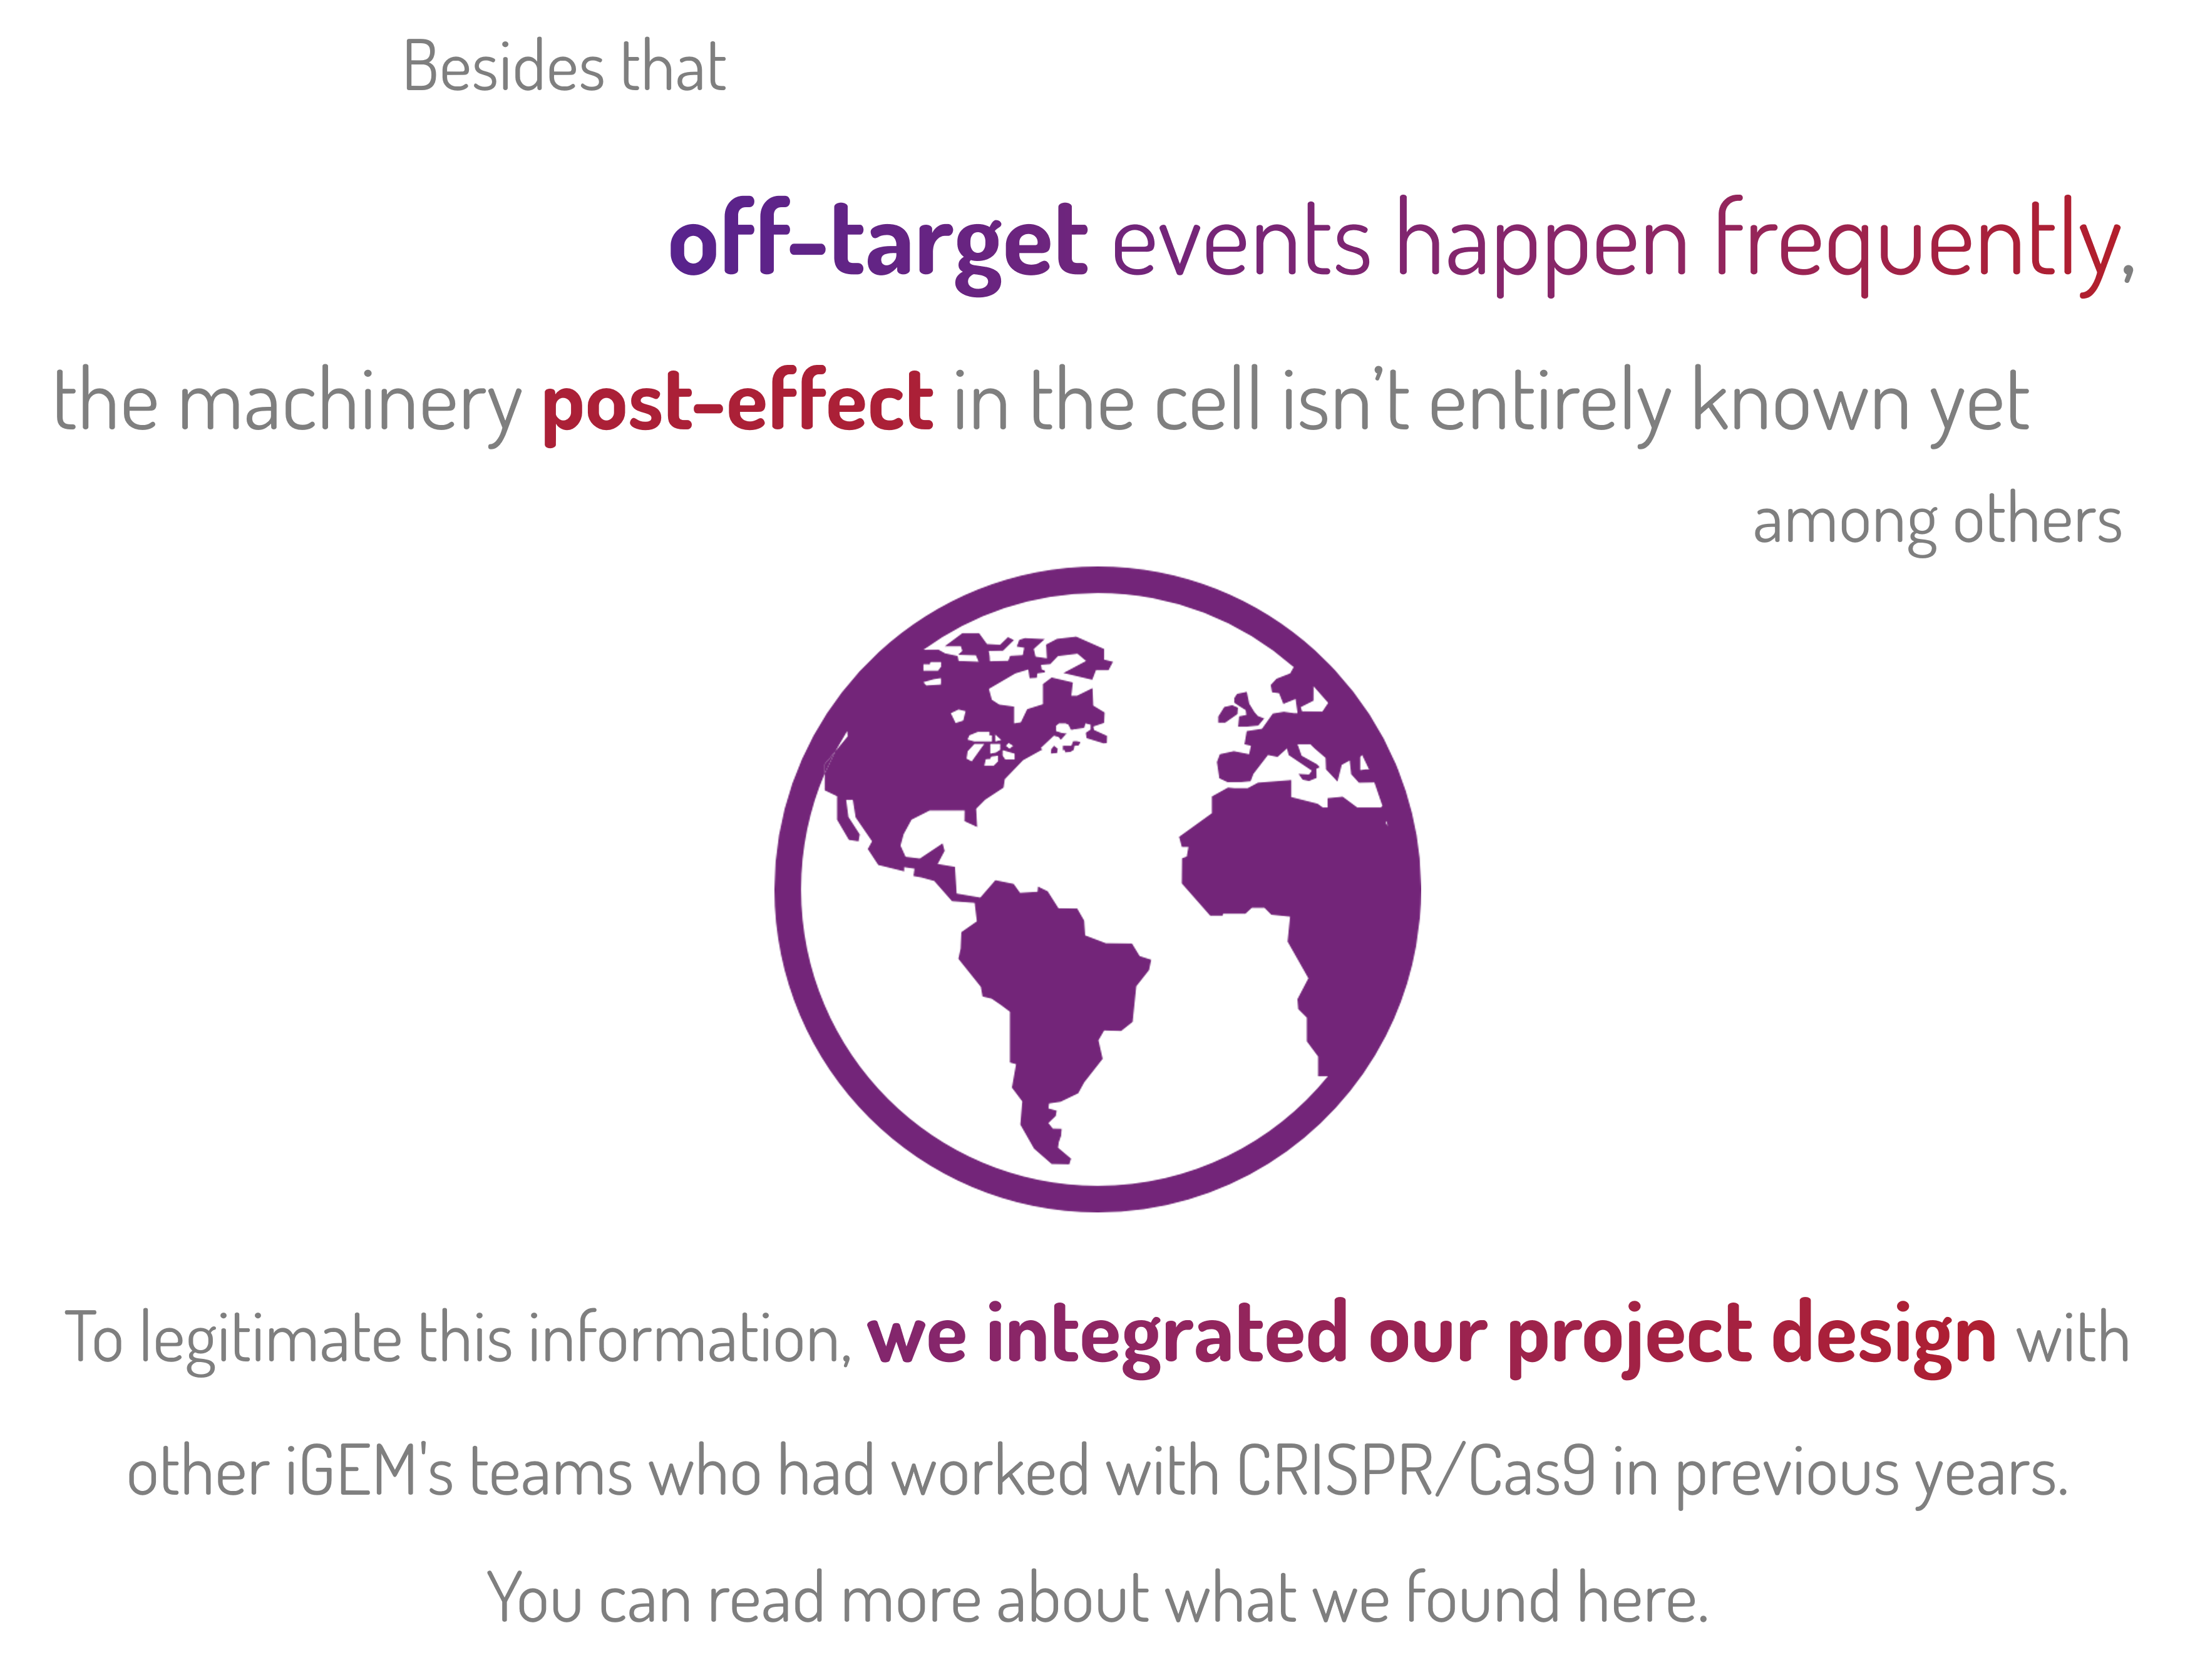 Besides that
off-target events happen frequently,
the machinery post-effect in the cell isn't entirely known yet
among others
To legitimate this information, we integrated our project design with
other iGEM's teams who had worked with CRISPR/Cas9 in previous years.
You can read more about what we found here.